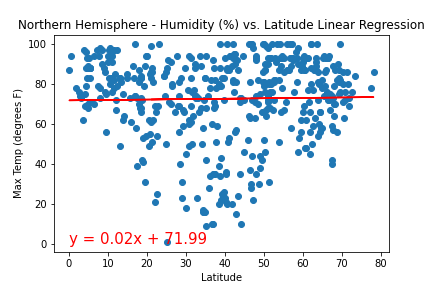 Northern Hemisphere - Humidity (%) vs. Latitude Linear Regression
100
80
60
40
20
0
Max Temp (degrees F)
y = 0.02x + 71.99
0 10 20 30 40 50 60 70 80
Latitude